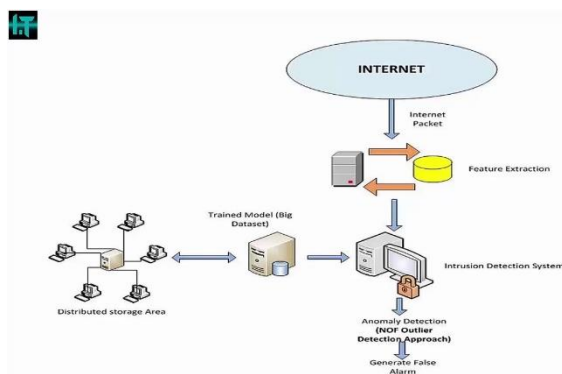 INTERNET
Internet
Packet
Feature Extraction
Trained Model (Big
Dataset)
Intrusion Detection System
Distributed storage Area
Anomaly Detection
(NOF Outlier
Detection Approach)
Generate False
Alarm